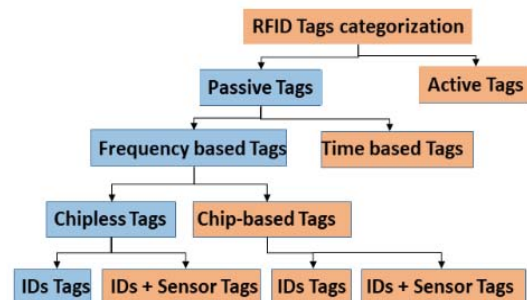 RFID Tags categorization
Passive Tags
Active Tags
Frequency based Tags
Time based Tags
Chipless Tags
Chip-based Tags
IDs Tags
IDs + Sensor Tags
IDs Tags
IDs + Sensor Tags